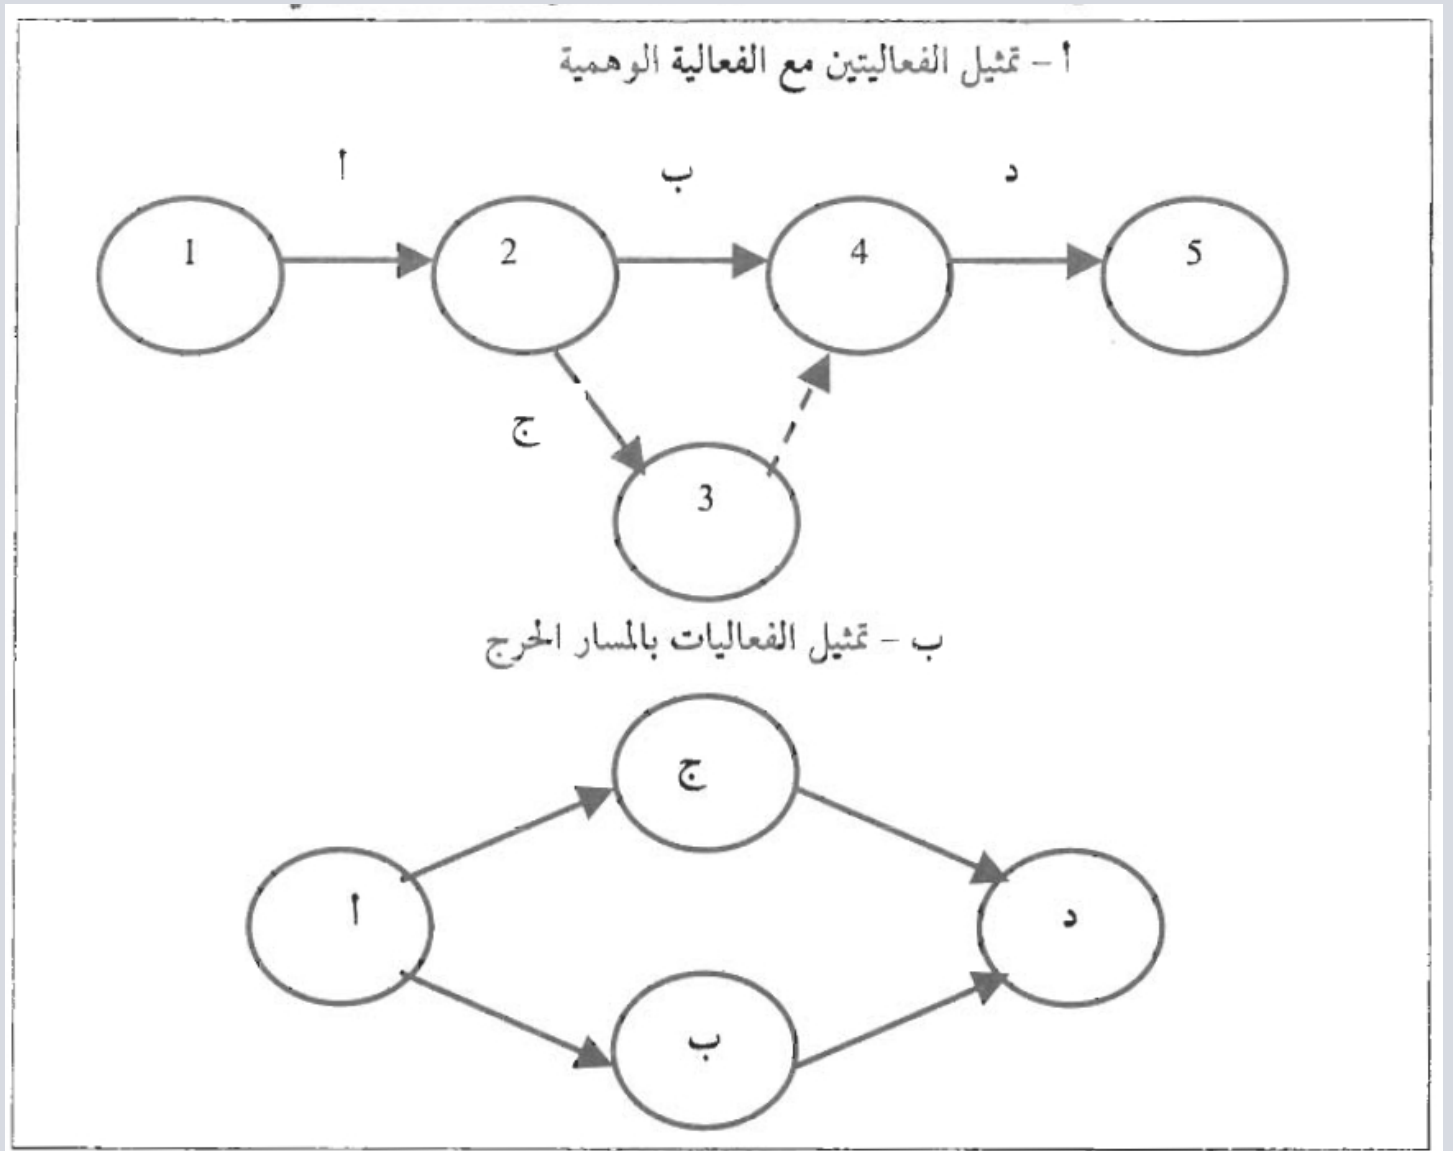 أ – تمثيل الفعاليتين مع الفعالية الوهمية
أ ب د
1 2 4 5
ج
3
ب – تمثيل الفعاليات بالمسار الحرج
ج
أ د
ب